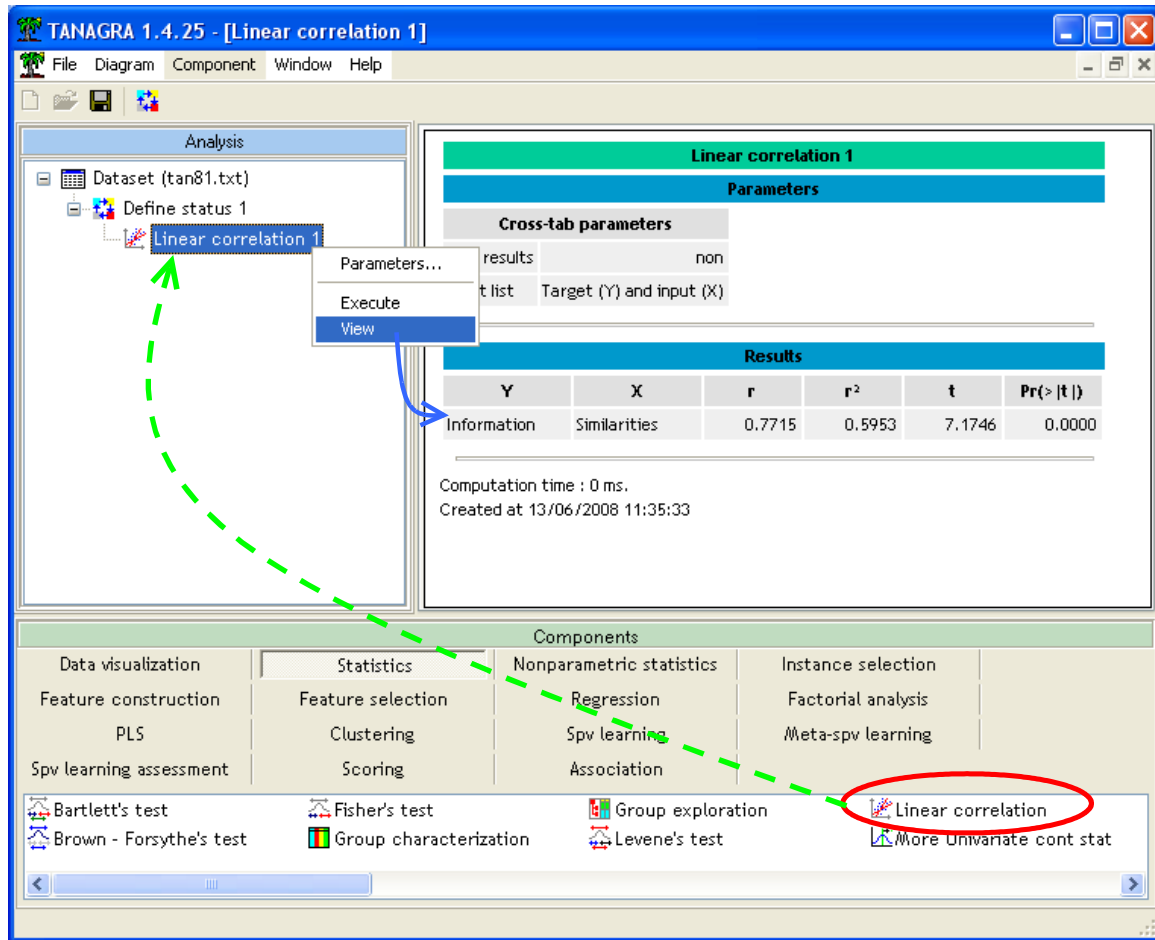 TANAGRA 1.4.25 - [Linear correlation 1]
File Diagram Component Window Help
Analysis
Dataset (tan81.txt)
Define status 1
Linear correlation 1
Parameters...
Execute
View
Linear correlation 1
Parameters
Cross-tab parameters
results non
t list Target (Y) and input (X)
Results
Y X r r² t Pr(>|t|)
Information Similarities 0.7715 0.5953 7.1746 0.0000
Computation time : 0 ms.
Created at 13/06/2008 11:35:33
Components
Data visualization Statistics Nonparametric statistics Instance selection
Feature construction Feature selection Regression Factorial analysis
PLS Clustering Spv learning Meta-spv learning
Spv learning assessment Scoring Association
Bartlett's test Fisher's test Group exploration Linear correlation
Brown - Forsythe's test Group characterization Levene's test More Univariate cont stat